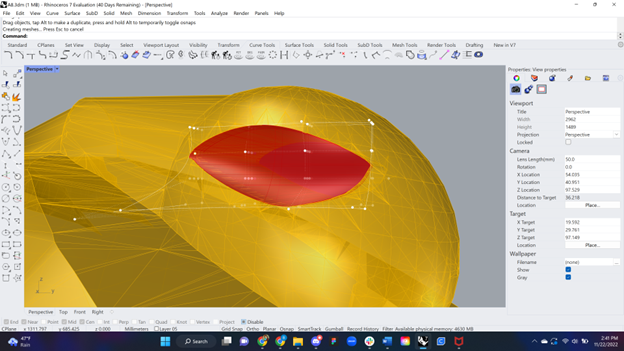 A8.3dm (1 MB) - Rhinoceros 7 Evaluation (40 Days Remaining) - [Perspective]
File Edit View Curve Surface SubD Solid Mesh Dimension Transform Tools Analyze Render Panels Help
Drag objects, tap Alt to make a duplicate, press and hold Alt to temporarily toggle osnaps
Creating meshes... Press Esc to cancel
Command:
Standard CPlanes Set View Display Select Viewport Layout Visibility Transform Curve Tools Surface Tools Solid Tools SubD Tools Mesh Tools Render Tools Drafting New in V7
Perspective
Properties: View properties
Viewport
Title Perspective
Width 2962
Height 1489
Projection Perspective
Locked
Camera
Lens Length(mm) 50.0
Rotation 0.0
X Location 54.035
Y Location 40.951
Z Location 97.529
Distance to Target 36.218
Location Place...
Target
X Target 19.592
Y Target 29.761
Z Target 97.149
Location Place...
Wallpaper
Filename (none)
Show
Gray
Perspective Top Front Right
End Near Point Mid Cen Int Perp Tan Quad Knot Vertex Project Disable
CPlane x 1311.797 y 685.425 z 0.000 Millimeters Layer 05 Grid Snap Ortho Planar Osnap SmartTrack Gumball Record History Filter Available physical memory: 4630 MB
47°F
Rain
Search
2:41 PM
11/22/2022